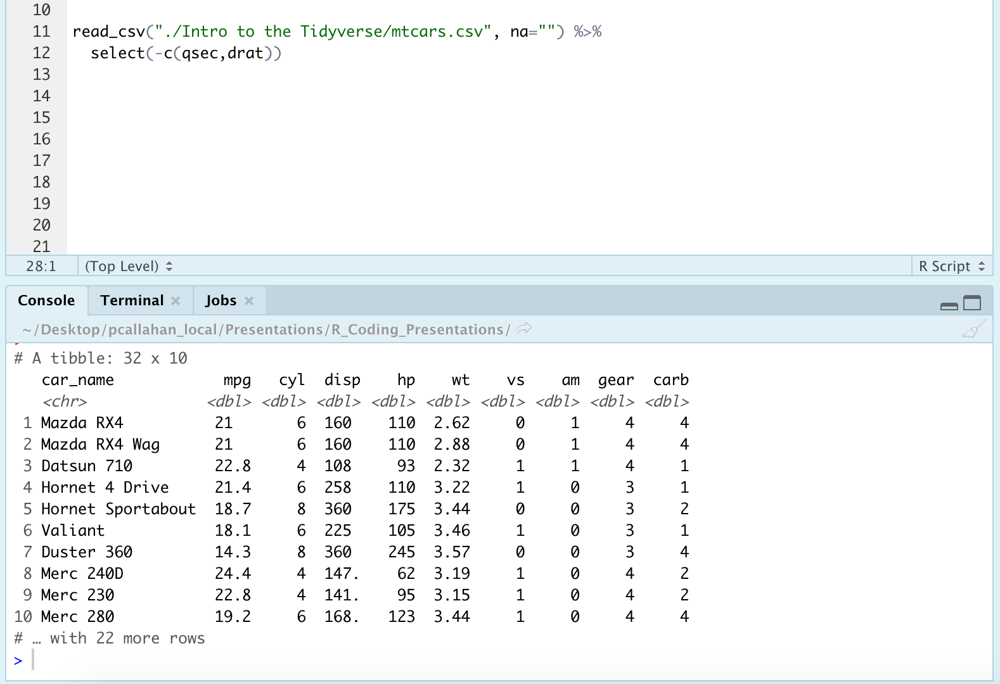 10
11 read_csv("./Intro to the Tidyverse/mtcars.csv", na="") %>%
12 select(-c(qsec,drat))
13
14
15
16
17
18
19
20
21
28:1 (Top Level) R Script
Console Terminal Jobs
~/Desktop/pcallahan_local/Presentations/R_Coding_Presentations/
# A tibble: 32 x 10
car_name mpg cyl disp hp wt vs am gear carb
<chr> <dbl> <dbl> <dbl> <dbl> <dbl> <dbl> <dbl> <dbl> <dbl>
1 Mazda RX4 21 6 160 110 2.62 0 1 4 4
2 Mazda RX4 Wag 21 6 160 110 2.88 0 1 4 4
3 Datsun 710 22.8 4 108 93 2.32 1 1 4 1
4 Hornet 4 Drive 21.4 6 258 110 3.22 1 0 3 1
5 Hornet Sportabout 18.7 8 360 175 3.44 0 0 3 2
6 Valiant 18.1 6 225 105 3.46 1 0 3 1
7 Duster 360 14.3 8 360 245 3.57 0 0 3 4
8 Merc 240D 24.4 4 147. 62 3.19 1 0 4 2
9 Merc 230 22.8 4 141. 95 3.15 1 0 4 2
10 Merc 280 19.2 6 168. 123 3.44 1 0 4 4
# … with 22 more rows
>